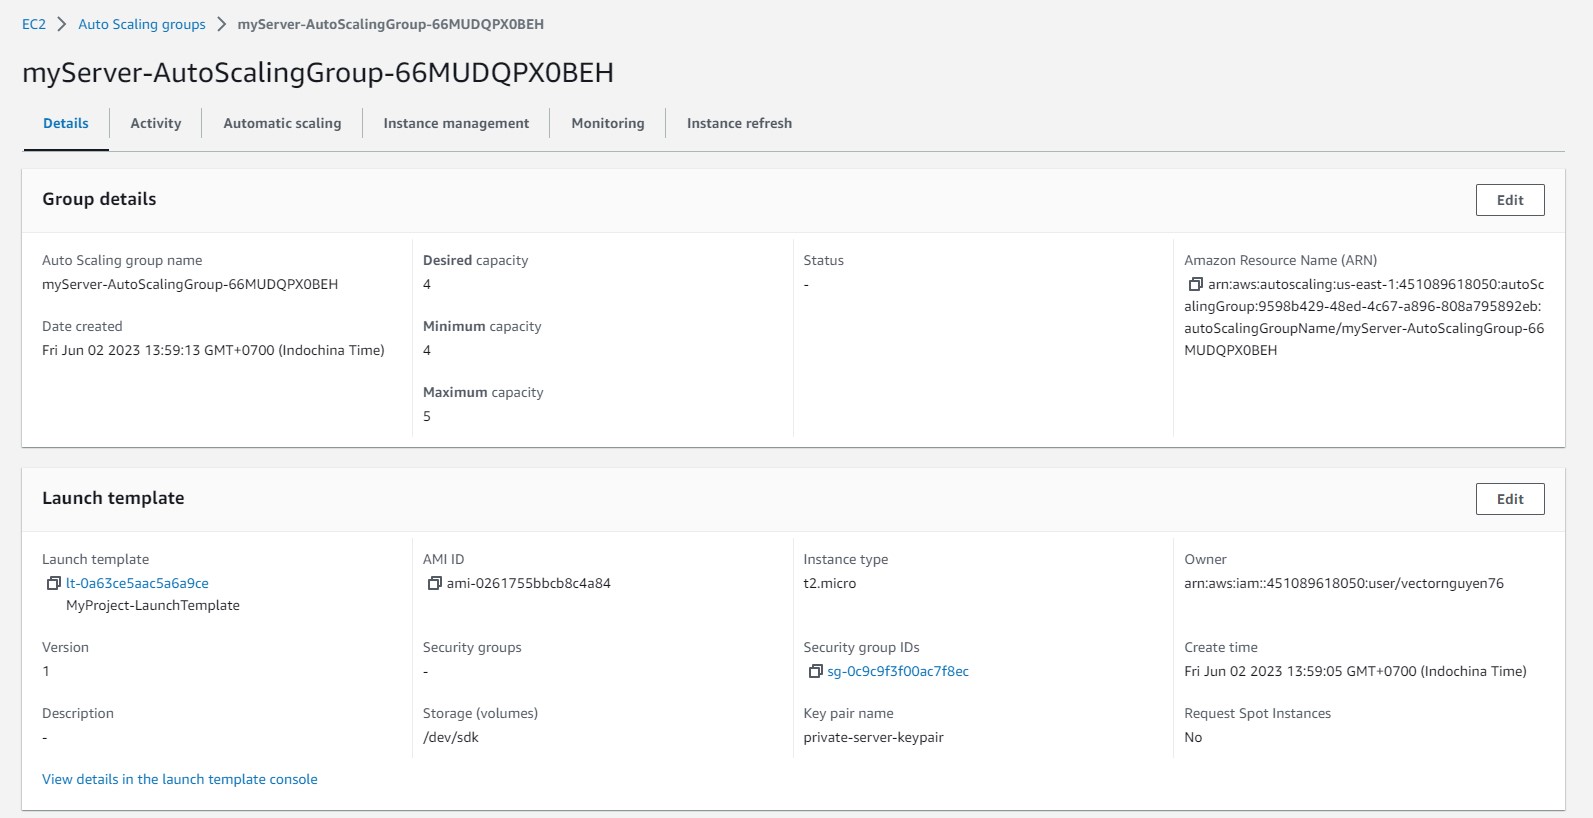 EC2 > Auto Scaling groups > myServer-AutoScalingGroup-66MUDQPX0BEH
myServer-AutoScalingGroup-66MUDQPX0BEH
Details
Activity
Automatic scaling
Instance management
Monitoring
Instance refresh
Group details
Edit
Auto Scaling group name
myServer-AutoScalingGroup-66MUDQPX0BEH
Date created
Fri Jun 02 2023 13:59:13 GMT+0700 (Indochina Time)
Desired capacity
4
Minimum capacity
4
Maximum capacity
5
Status
-
Amazon Resource Name (ARN)
arn:aws:autoscaling:us-east-1:451089618050:autoSc
alingGroup:9598b429-48ed-4c67-a896-808a795892eb:
autoScalingGroupName/myServer-AutoScalingGroup-66
MUDQPX0BEH
Launch template
Edit
Launch template
lt-0a63ce5aac5a6a9ce
MyProject-LaunchTemplate
AMI ID
ami-0261755bbcb8c4a84
Instance type
t2.micro
Owner
arn:aws:iam::451089618050:user/vectornguyen76
Version
1
Security groups
-
Security group IDs
sg-0c9c9f3f00ac7f8ec
Create time
Fri Jun 02 2023 13:59:05 GMT+0700 (Indochina Time)
Description
-
Storage (volumes)
/dev/sdk
Key pair name
private-server-keypair
Request Spot Instances
No
View details in the launch template console